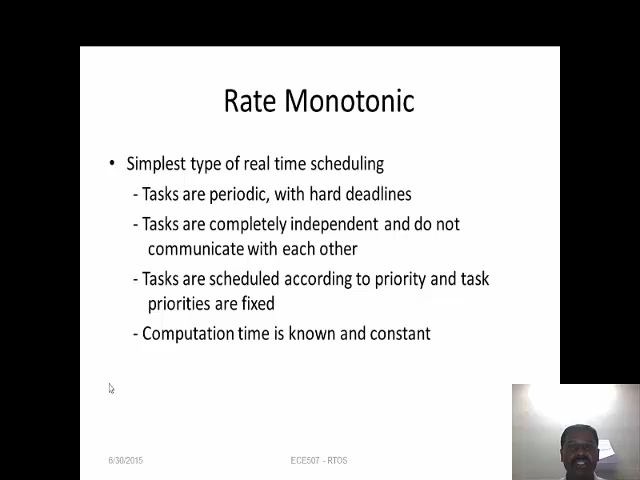 Rate Monotonic
• Simplest type of real time scheduling
- Tasks are periodic, with hard deadlines
- Tasks are completely independent and do not
communicate with each other
- Tasks are scheduled according to priority and task
priorities are fixed
- Computation time is known and constant
6/30/2015
ECE507 - RTOS